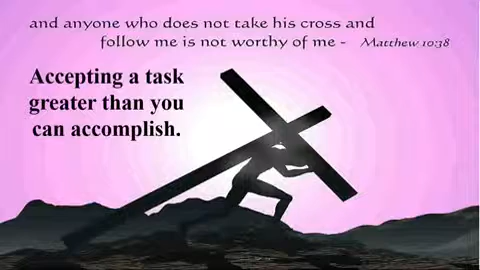 and anyone who does not take his cross and
follow me is not worthy of me - Matthew 10:38
Accepting a task
greater than you
can accomplish.